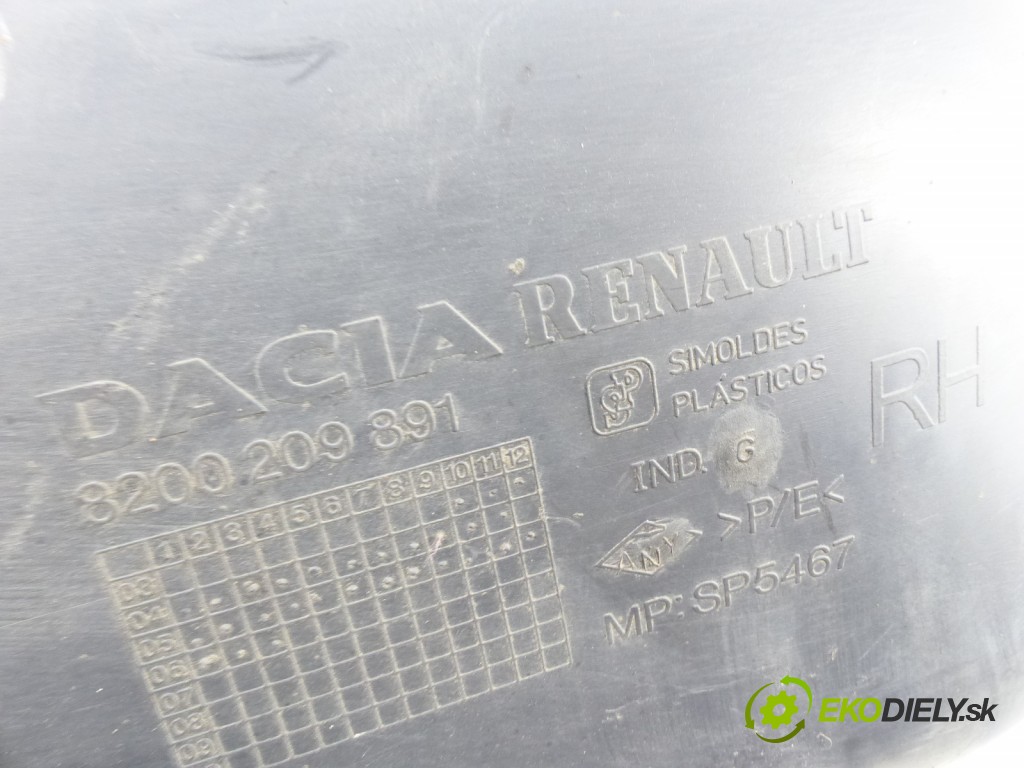 DACIA RENAULT
8200 209 891
SIMOLDES
PLÁSTICOS
RH
IND. G
ANY
>P/E<
MP: SP5467
1 2 3 4 5 6 7 8 9 10 11 12
03
04
05
06
07
08
09
EKODIELY.sk